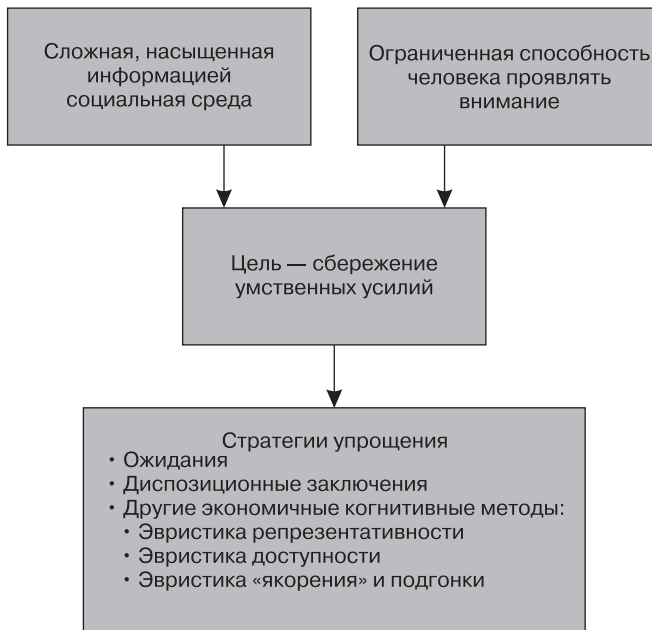 Сложная, насыщенная
информацией
социальная среда
Ограниченная способность
человека проявлять
внимание
Цель — сбережение
умственных усилий
Стратегии упрощения
• Ожидания
• Диспозиционные заключения
• Другие экономичные когнитивные методы:
• Эвристика репрезентативности
• Эвристика доступности
• Эвристика «якорения» и подгонки